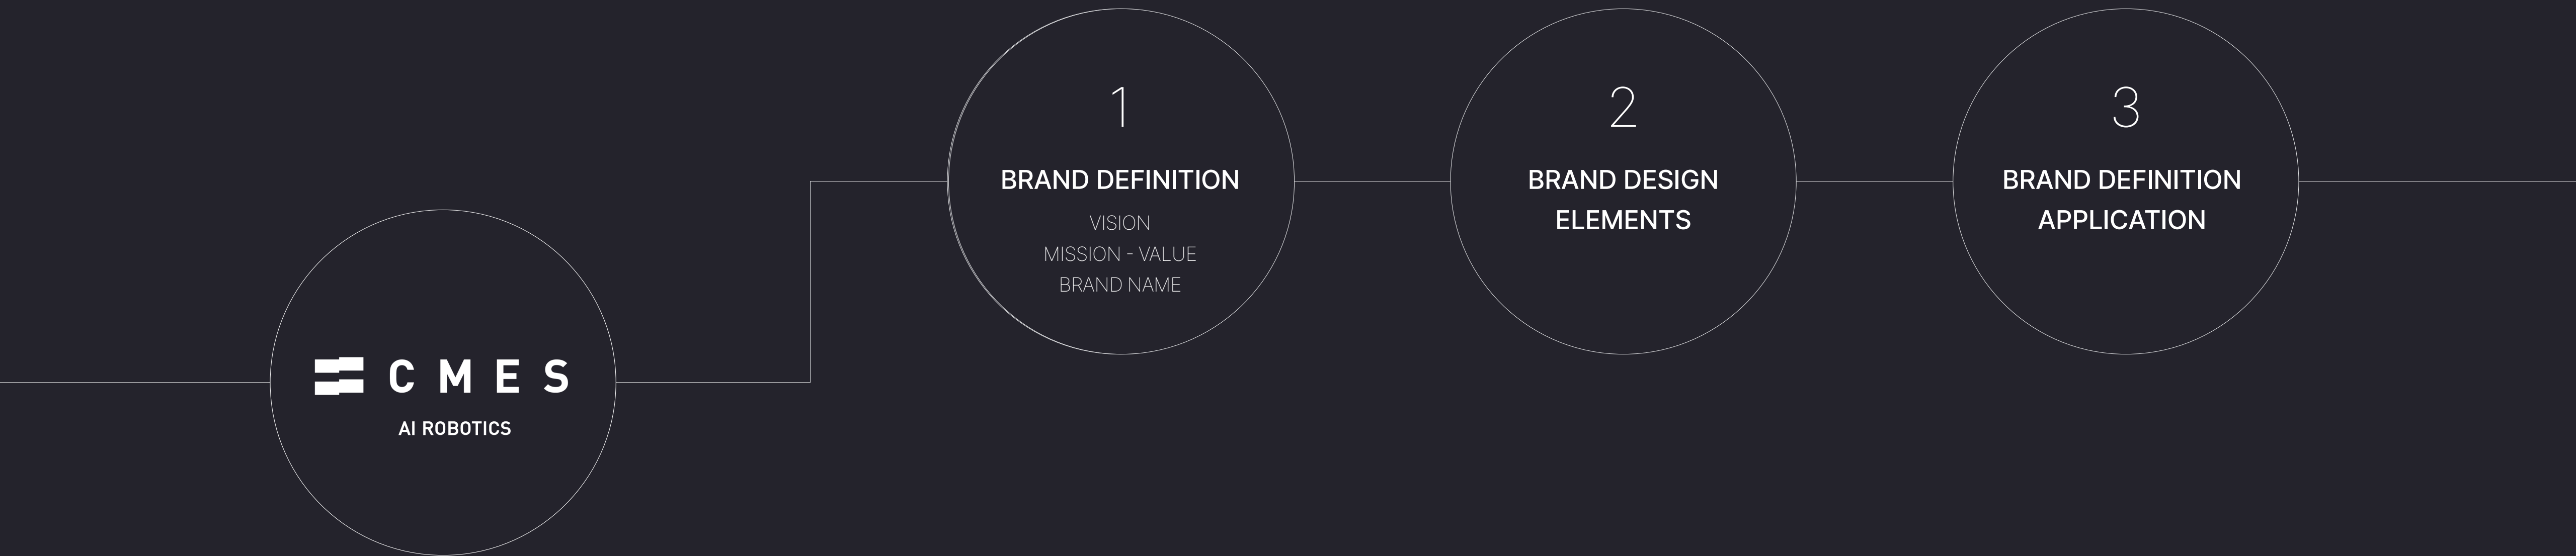 CMES
AI ROBOTICS
1
BRAND DEFINITION
VISION
MISSION - VALUE
BRAND NAME
2
BRAND DESIGN
ELEMENTS
3
BRAND DEFINITION
APPLICATION